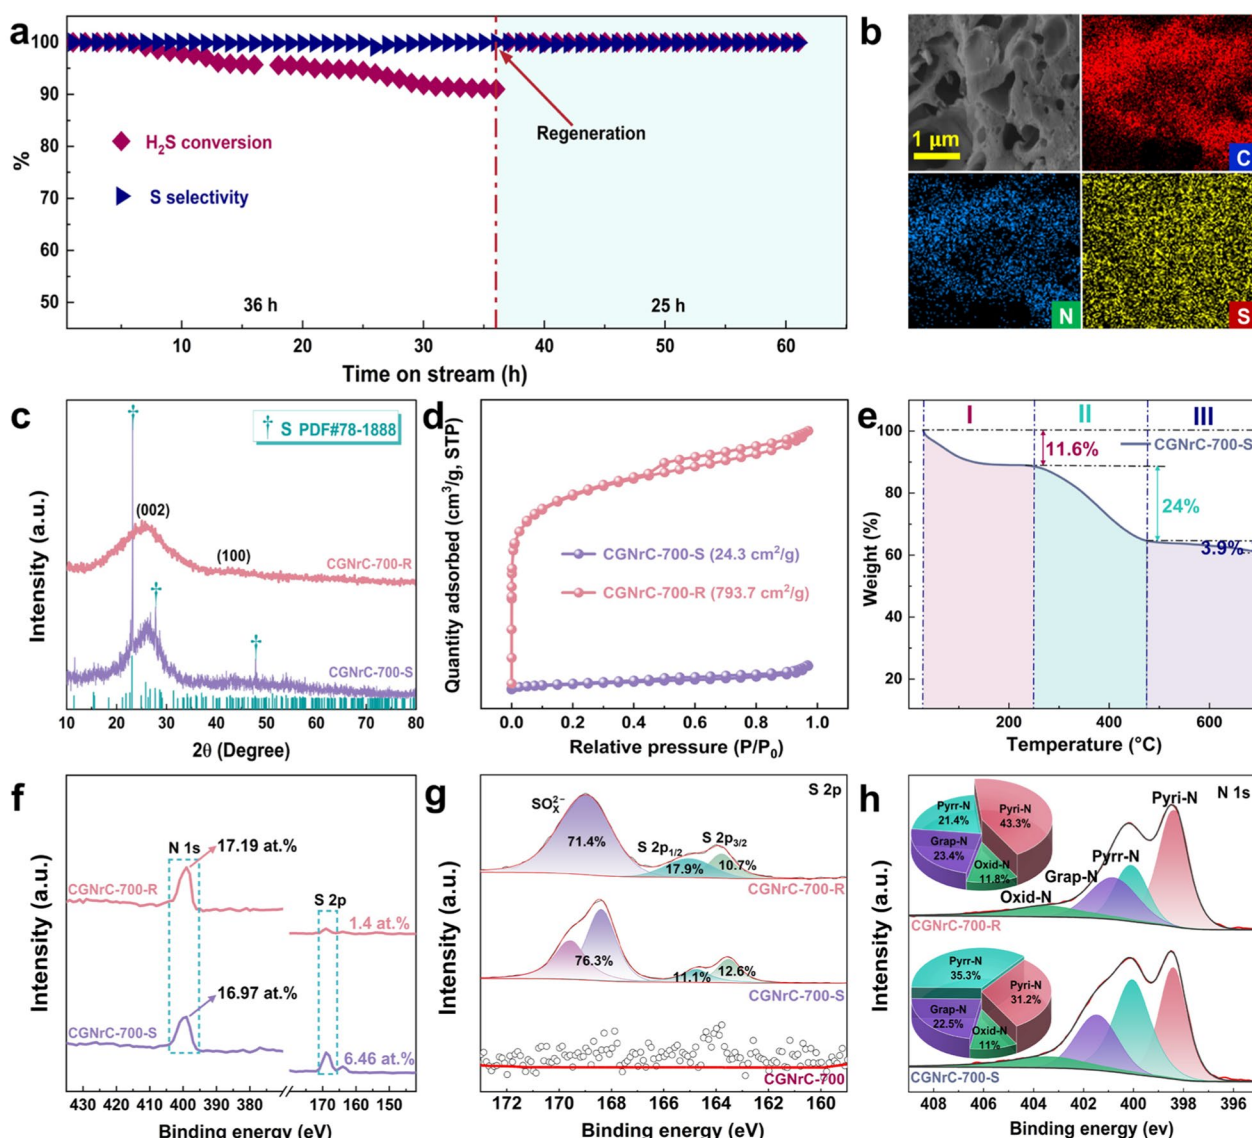 a
%
100
90
80
70
60
50
H₂S conversion
S selectivity
Regeneration
36 h
25 h
10
20
30
40
50
60
Time on stream (h)
b
1 μm
C
N
S
c
† S PDF#78-1888
†
(002)
(100)
CGNrC-700-R
†
†
CGNrC-700-S
Intensity (a.u.)
10
20
30
40
50
60
70
80
2θ (Degree)
d
Quantity adsorbed (cm³/g, STP)
CGNrC-700-S (24.3 cm²/g)
CGNrC-700-R (793.7 cm²/g)
0.0
0.2
0.4
0.6
0.8
1.0
Relative pressure (P/P₀)
e
I
II
III
100
80
60
40
20
Weight (%)
CGNrC-700-S
11.6%
24%
3.9%
200
400
600
Temperature (°C)
f
Intensity (a.u.)
N 1s
17.19 at.%
CGNrC-700-R
S 2p
1.4 at.%
16.97 at.%
CGNrC-700-S
6.46 at.%
430
420
410
400
390
380
170
160
150
Binding energy (eV)
g
S 2p
Intensity (a.u.)
SOₓ²⁻
71.4%
S 2p₁/₂
S 2p₃/₂
17.9%
10.7%
CGNrC-700-R
76.3%
11.1%
12.6%
CGNrC-700-S
CGNrC-700
172
170
168
166
164
162
160
Binding energy (eV)
h
N 1s
Intensity (a.u.)
Pyrr-N
21.4%
Pyri-N
43.3%
Grap-N
23.4%
Oxid-N
11.8%
Pyri-N
Pyrr-N
Grap-N
Oxid-N
CGNrC-700-R
Pyrr-N
35.3%
Pyri-N
31.2%
Grap-N
22.5%
Oxid-N
11%
CGNrC-700-S
408
406
404
402
400
398
396
Binding energy (ev)